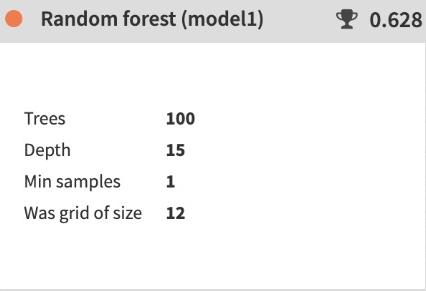 Random forest (model1) 0.628
Trees 100
Depth 15
Min samples 1
Was grid of size 12